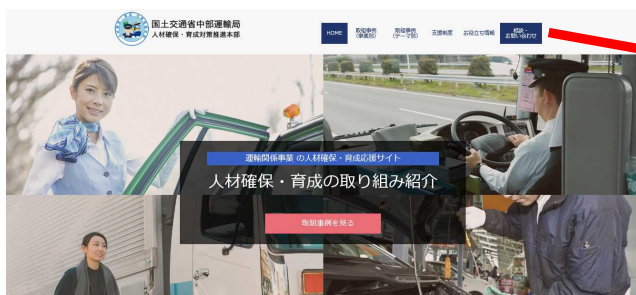 国土交通省中部運輸局
人材確保・育成対策推進本部
HOME
取組事例
(事業別)
取組事例
(テーマ別)
支援制度
お役立ち情報
相談・
お問い合わせ
運輸関係事業 の人材確保・育成応援サイト
人材確保・育成の取り組み紹介
取組事例を見る